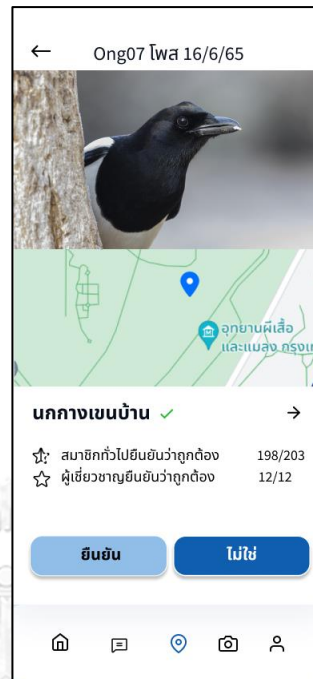 Ong07 โพส 16/6/65
อุทยานผีเสื้อ
และแมลง กรุงเท
นกกางเขนบ้าน
สมาชิกทั่วไปยืนยันว่าถูกต้อง 198/203
ผู้เชี่ยวชาญยืนยันว่าถูกต้อง 12/12
ยืนยัน ไม่ใช่